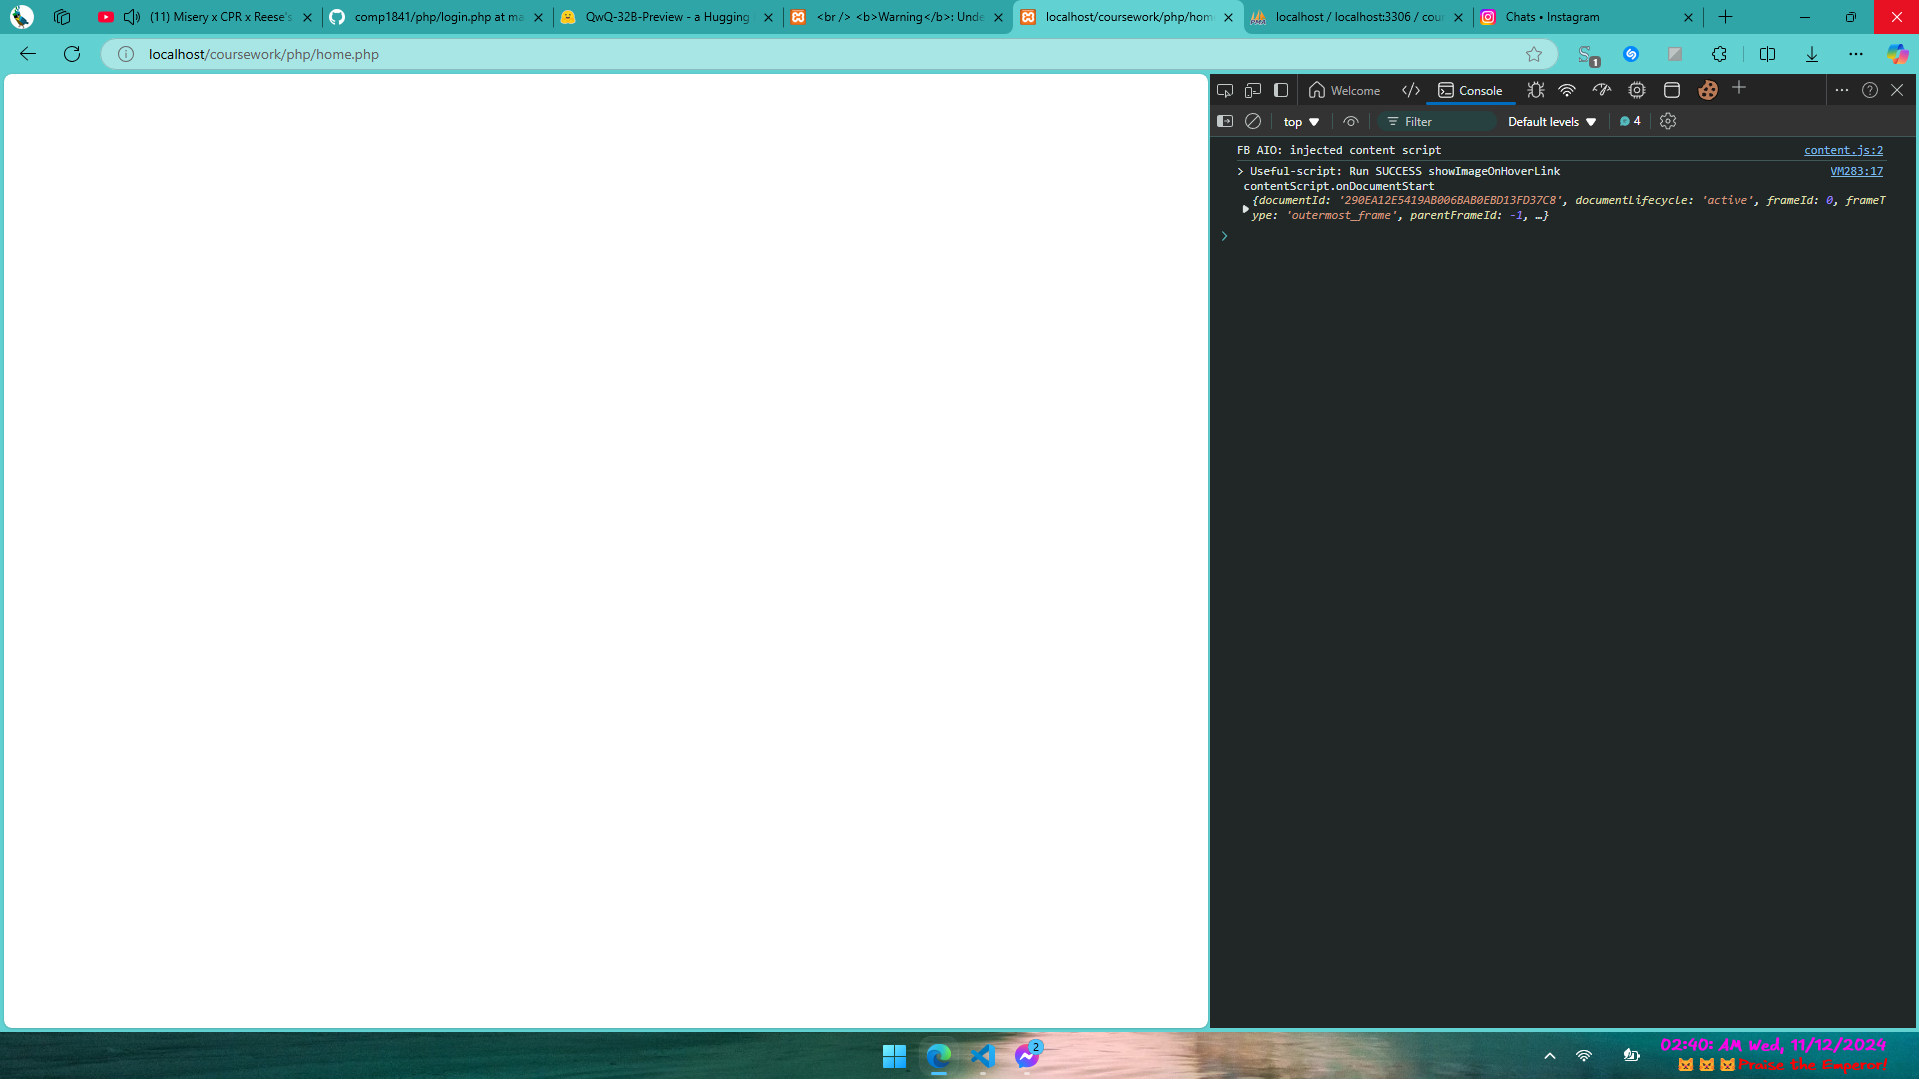 (11) Misery x CPR x Reese's
comp1841/php/login.php at ma
QwQ-32B-Preview - a Hugging
<br /> <b>Warning</b>: Unde
localhost/coursework/php/hom
localhost / localhost:3306 / cou
Chats • Instagram
localhost/coursework/php/home.php
1
Welcome
Console
top
Filter
Default levels
4
FB AIO: injected content script
content.js:2
> Useful-script: Run SUCCESS showImageOnHoverLink
VM283:17
contentScript.onDocumentStart
{documentId: '290EA12E5419AB006BAB0EBD13FD37C8', documentLifecycle: 'active', frameId: 0, frameT
ype: 'outermost_frame', parentFrameId: -1, …}
>
2
02:40: AM Wed, 11/12/2024
😾 😾 😾Praise the Emperor!